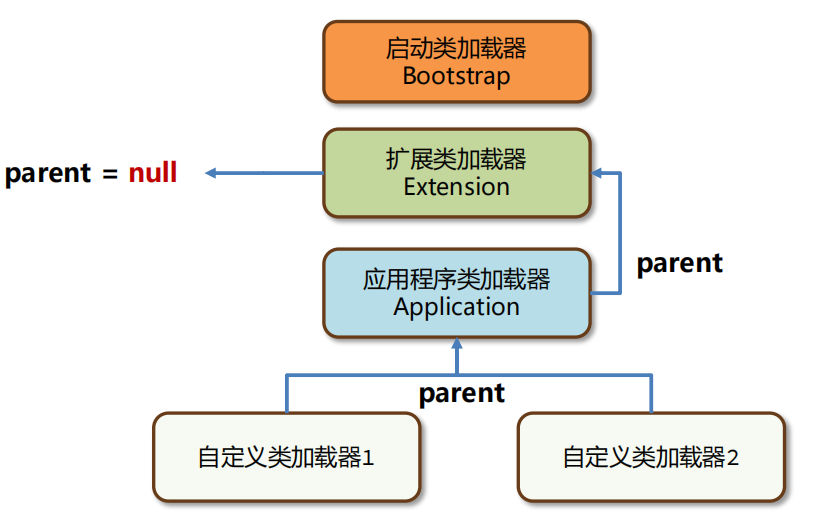 启动类加载器
Bootstrap
扩展类加载器
Extension
parent = null
parent
应用程序类加载器
Application
parent
自定义类加载器1
自定义类加载器2